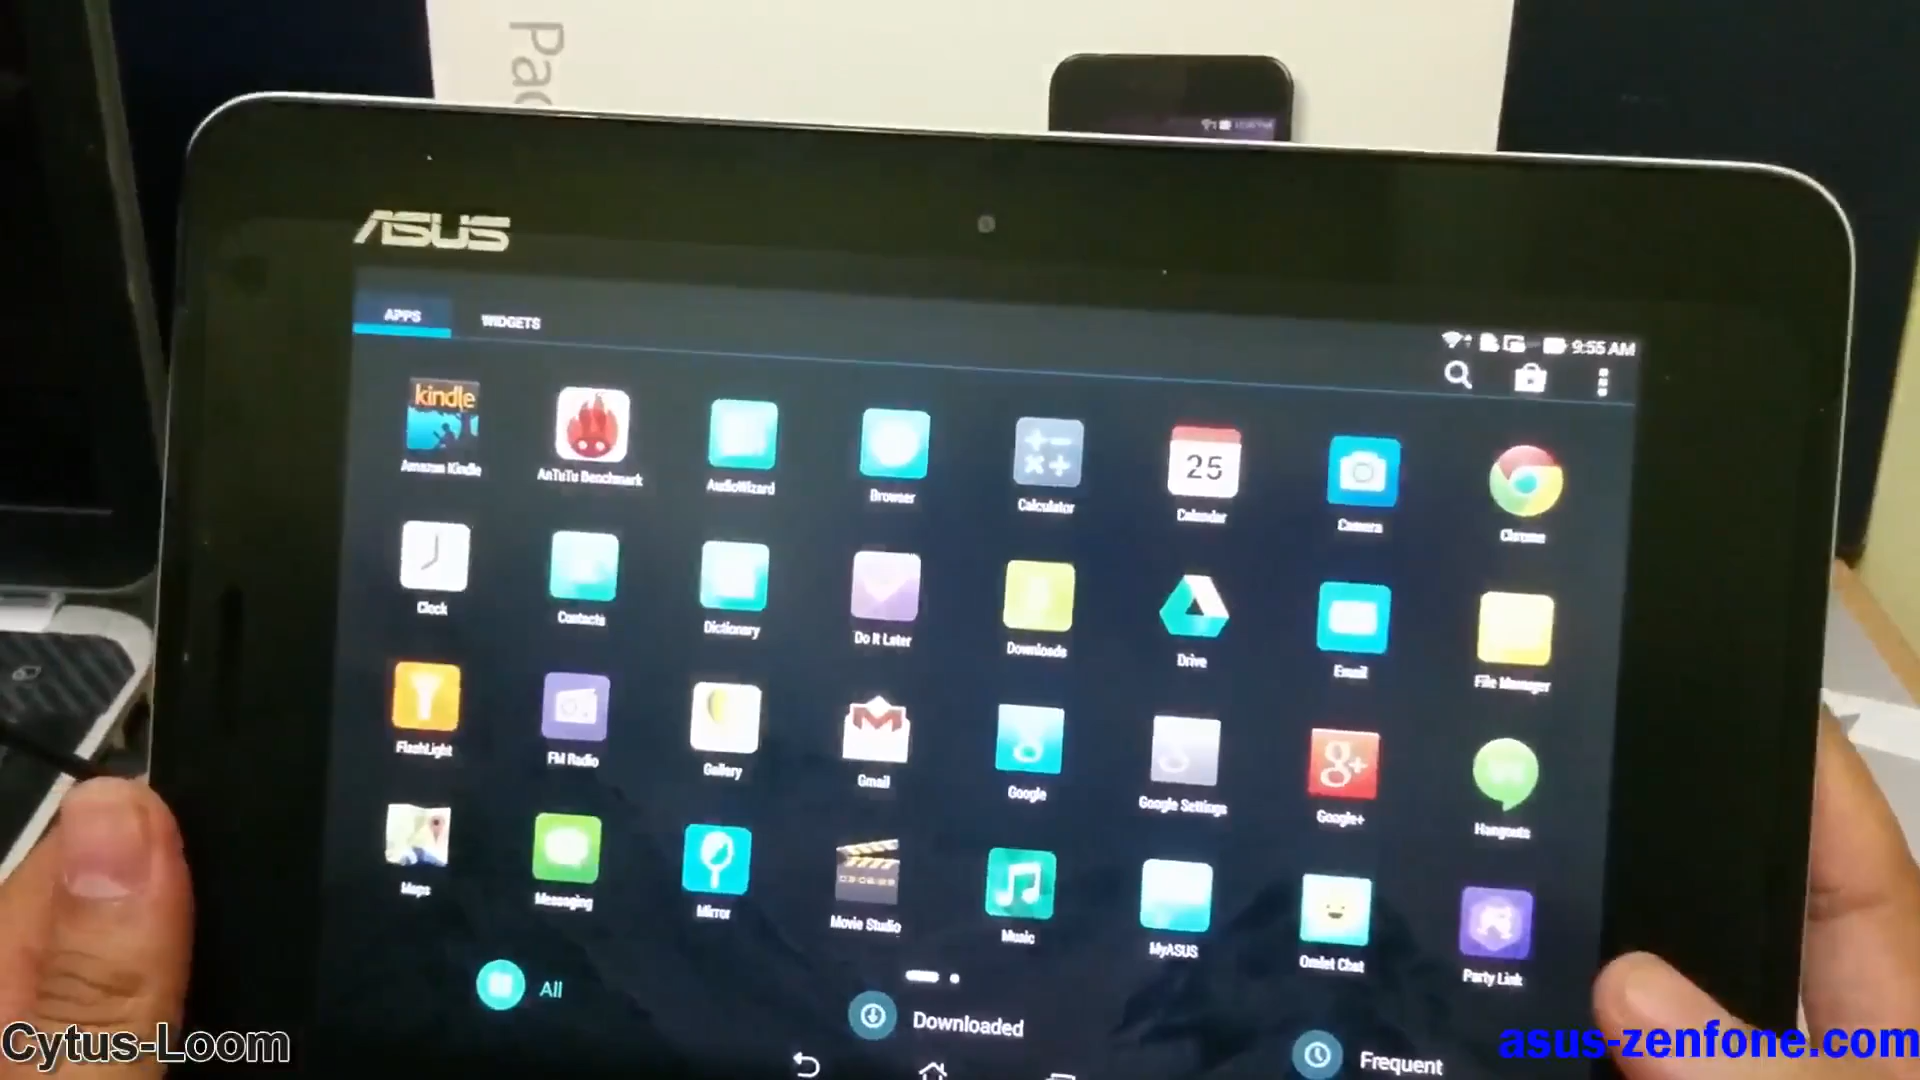 Pad
ASUS
APPS WIDGETS
9:55 AM
kindle
25
Amazon Kindle AnTuTu Benchmark AudioWizard Browser Calculator Calendar Camera Chrome
Clock Contacts Dictionary Do It Later Downloads Drive Email File Manager
g+
FlashLight FM Radio Gallery Gmail Google Google Settings Google+ Hangouts
Maps Messaging Mirror Movie Studio Music MyASUS Omlet Chat Party Link
All Downloaded Frequent
Cytus-Loom
asus-zenfone.com